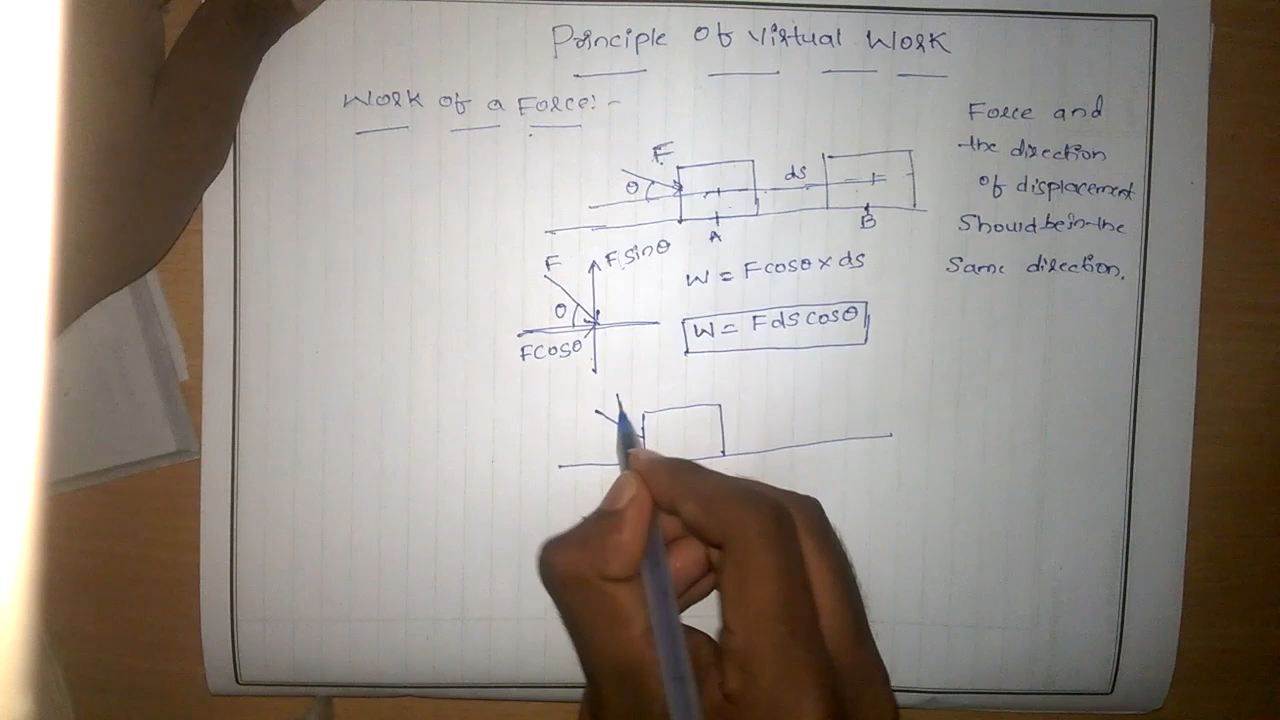 Principle of Virtual Work
Work of a Force:-
F
θ
ds
A
B
Force and
the direction
of displacement
Should be in the
Same direction.
F
F sinθ
θ
F cosθ
W = F cosθ x ds
W = F ds cosθ